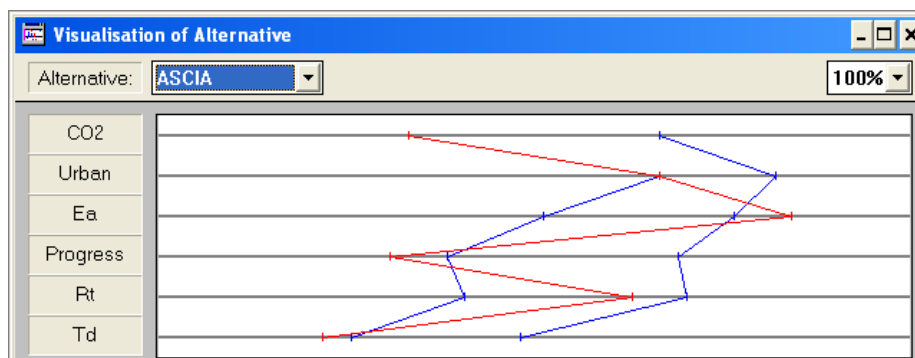 Visualisation of Alternative
Alternative: ASCIA 100%
CO2
Urban
Ea
Progress
Rt
Td